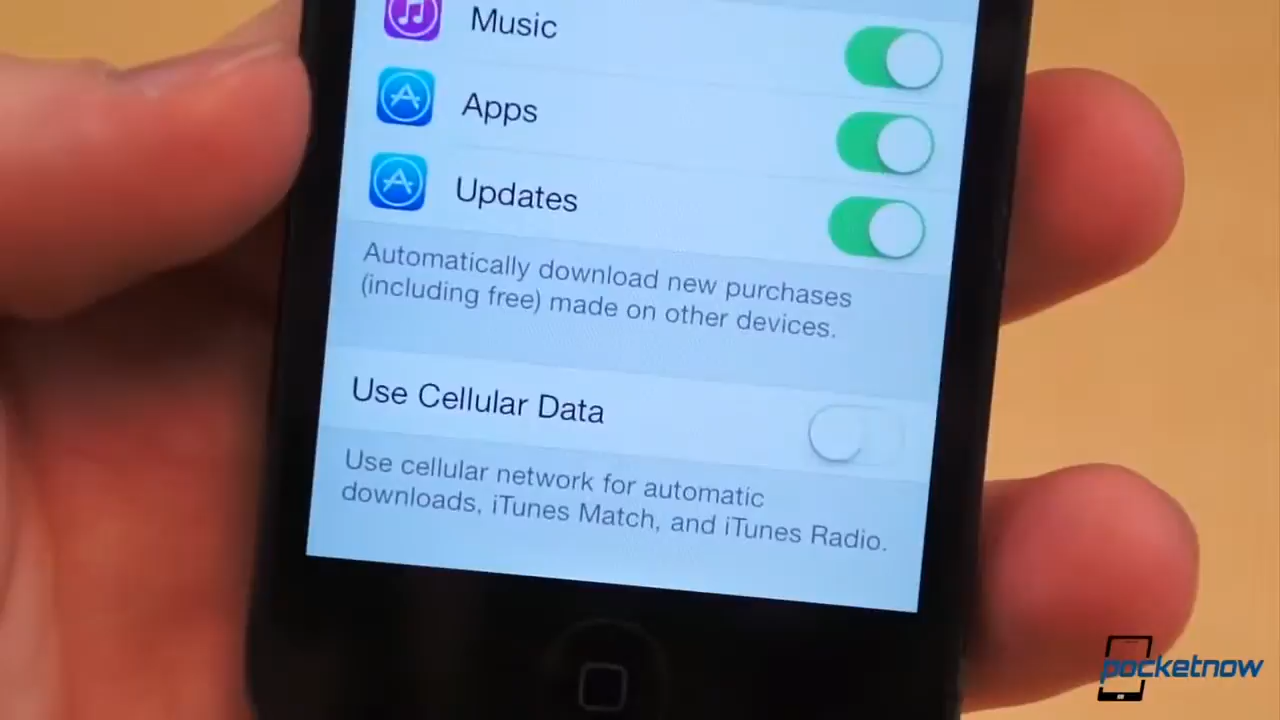 Music
Apps
Updates
Automatically download new purchases
(including free) made on other devices.
Use Cellular Data
Use cellular network for automatic
downloads, iTunes Match, and iTunes Radio.
pocketnow